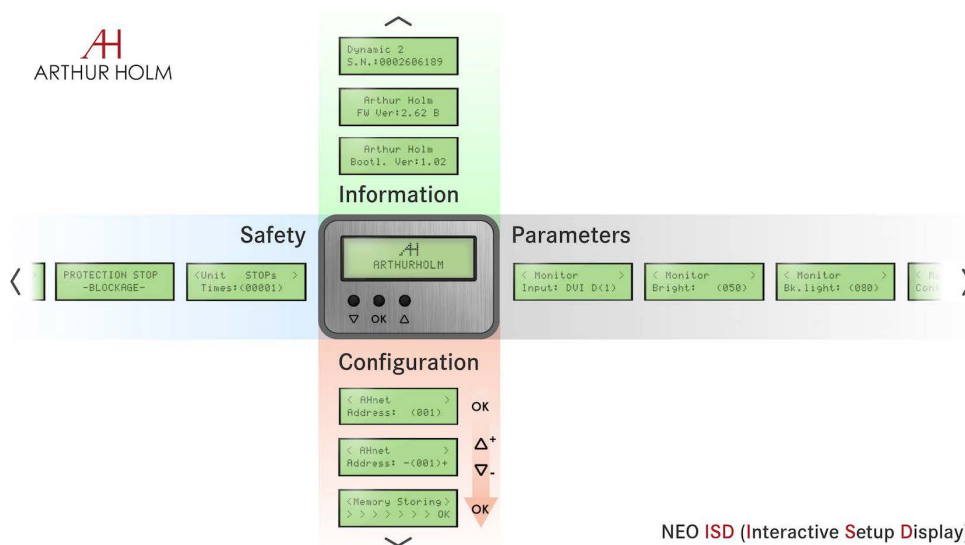 AH
ARTHUR HOLM
Dynamic 2
S.N.:0002606189
Arthur Holm
FW Ver:2.62 B
Arthur Holm
Bootl. Ver:1.02
Information
Safety
Parameters
PROTECTION STOP
-BLOCKAGE-
<Unit STOPs >
Times:(00001)
AH
ARTHURHOLM
▽ OK △
< Monitor >
Input: DVI D(1)
< Monitor >
Bright: (050)
< Monitor >
Bk.light: (080)
Configuration
< AHnet >
Address: (001)
OK
< AHnet >
Address: -(001)+
△+
▽-
<Memory Storing>
> > > > > > > OK
OK
NEO ISD (Interactive Setup Display)